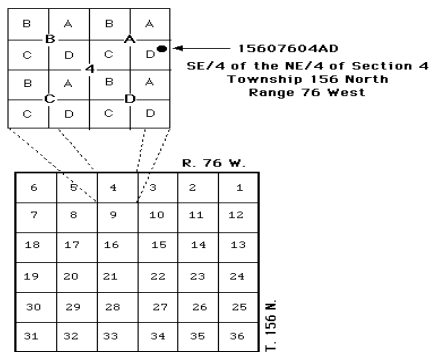 B A B A
B A
C D C D
15607604AD
SE/4 of the NE/4 of Section 4
Township 156 North
Range 76 West
4
B A B A
C D
C D C D
R. 76 W.
6 5 4 3 2 1
7 8 9 10 11 12
18 17 16 15 14 13
19 20 21 22 23 24
30 29 28 27 26 25
31 32 33 34 35 36
T. 156 N.